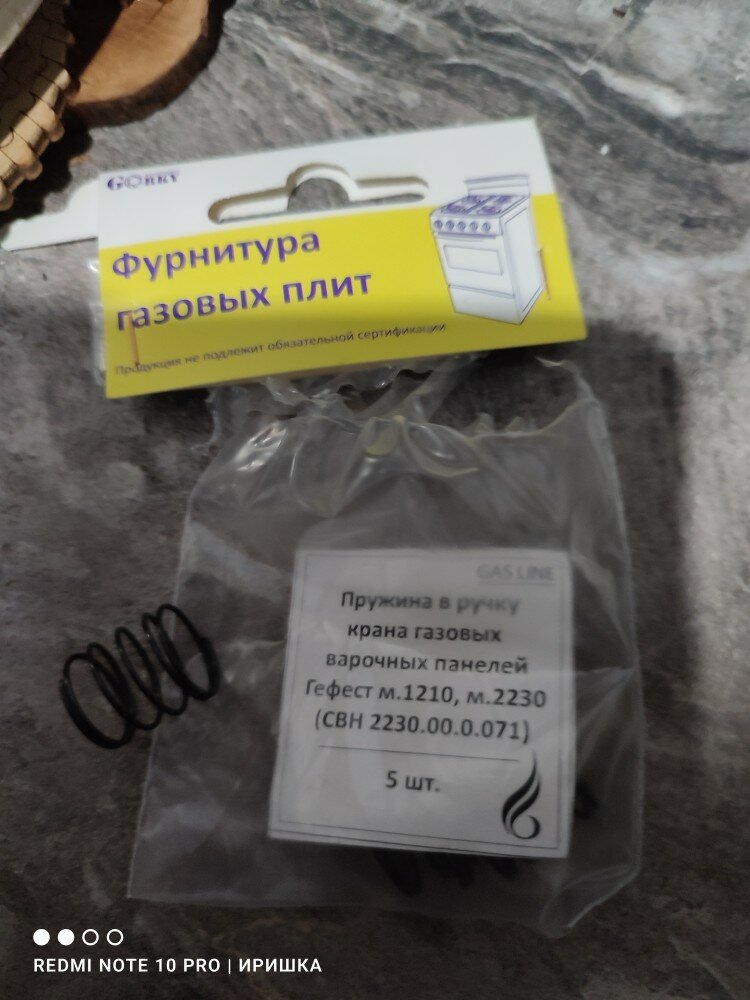 GORKY
Фурнитура
газовых плит
Продукция не подлежит обязательной сертификации
GAS LINE
Пружина в ручку
крана газовых
варочных панелей
Гефест м.1210, м.2230
(СВН 2230.00.0.071)
5 шт.
REDMI NOTE 10 PRO | ИРИШКА